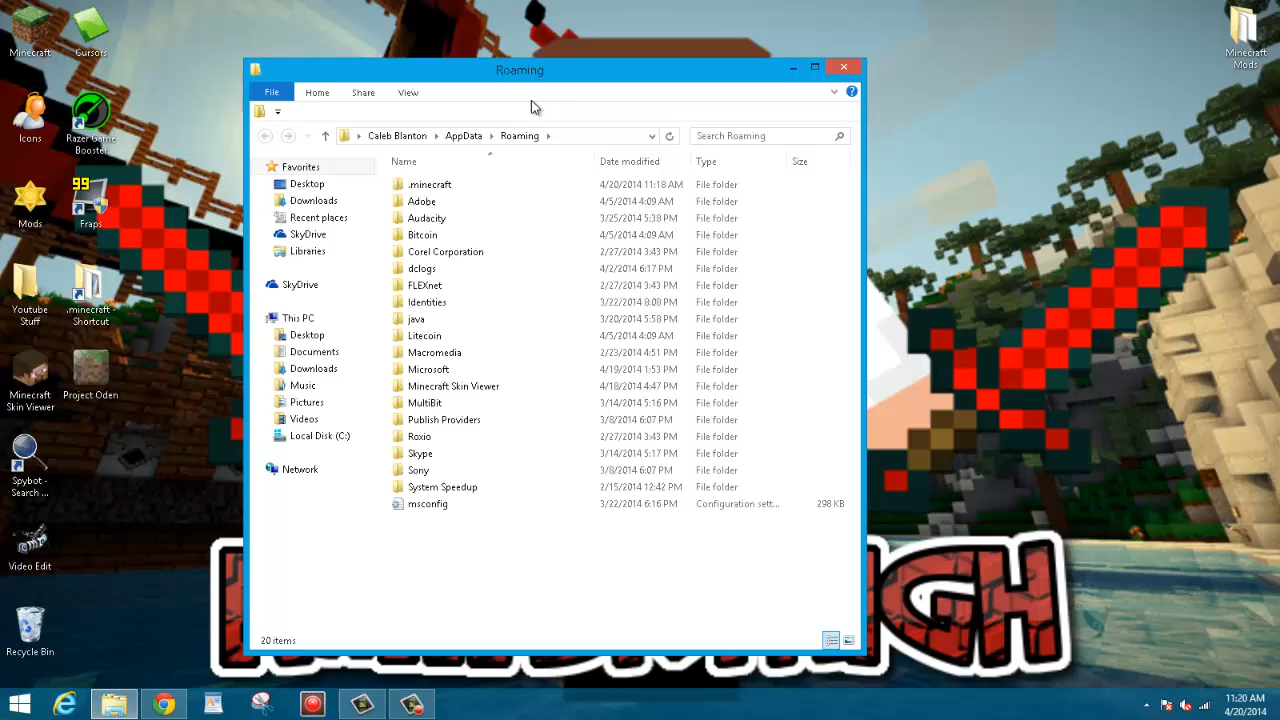 Minecraft
Cursors
Icons
Razer Game
Booster
Mods
99
Fraps
Youtube
Stuff
.minecraft -
Shortcut
Minecraft
Skin Viewer
Project Oden
Spybot -
Search ...
Video Edit
Recycle Bin
Minecraft
Mods
Roaming
File Home Share View
Caleb Blanton AppData Roaming
Search Roaming
Name Date modified Type Size
Favorites
Desktop
Downloads
Recent places
SkyDrive
Libraries
SkyDrive
This PC
Desktop
Documents
Downloads
Music
Pictures
Videos
Local Disk (C:)
Network
.minecraft 4/20/2014 11:18 AM File folder
Adobe 4/5/2014 4:09 AM File folder
Audacity 3/25/2014 5:38 PM File folder
Bitcoin 4/5/2014 4:09 AM File folder
Corel Corporation 2/27/2014 3:43 PM File folder
dclogs 4/2/2014 6:17 PM File folder
FLEXnet 2/27/2014 3:43 PM File folder
Identities 3/22/2014 8:08 PM File folder
java 3/20/2014 5:58 PM File folder
Litecoin 4/5/2014 4:09 AM File folder
Macromedia 2/23/2014 4:51 PM File folder
Microsoft 4/19/2014 1:53 PM File folder
Minecraft Skin Viewer 4/18/2014 4:47 PM File folder
MultiBit 3/14/2014 5:16 PM File folder
Publish Providers 3/8/2014 6:07 PM File folder
Roxio 2/27/2014 3:43 PM File folder
Skype 3/14/2014 5:17 PM File folder
Sony 3/8/2014 6:07 PM File folder
System Speedup 2/15/2014 12:42 PM File folder
msconfig 3/22/2014 6:16 PM Configuration sett... 298 KB
20 items
11:20 AM
4/20/2014